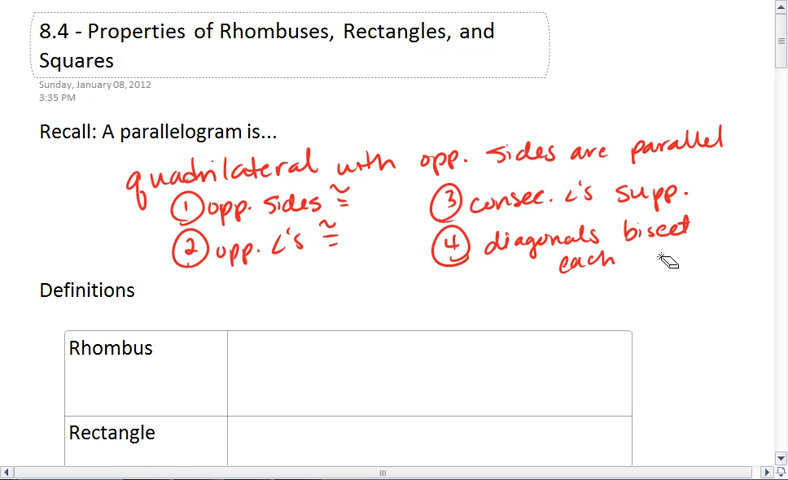 8.4 - Properties of Rhombuses, Rectangles, and
Squares
Sunday, January 08, 2012
3:35 PM
Recall: A parallelogram is...
quadrilateral with opp. sides are parallel
① opp. sides ≅
② opp. ∠'s ≅
③ consec. ∠'s supp.
④ diagonals bisect
each
Definitions
Rhombus
Rectangle